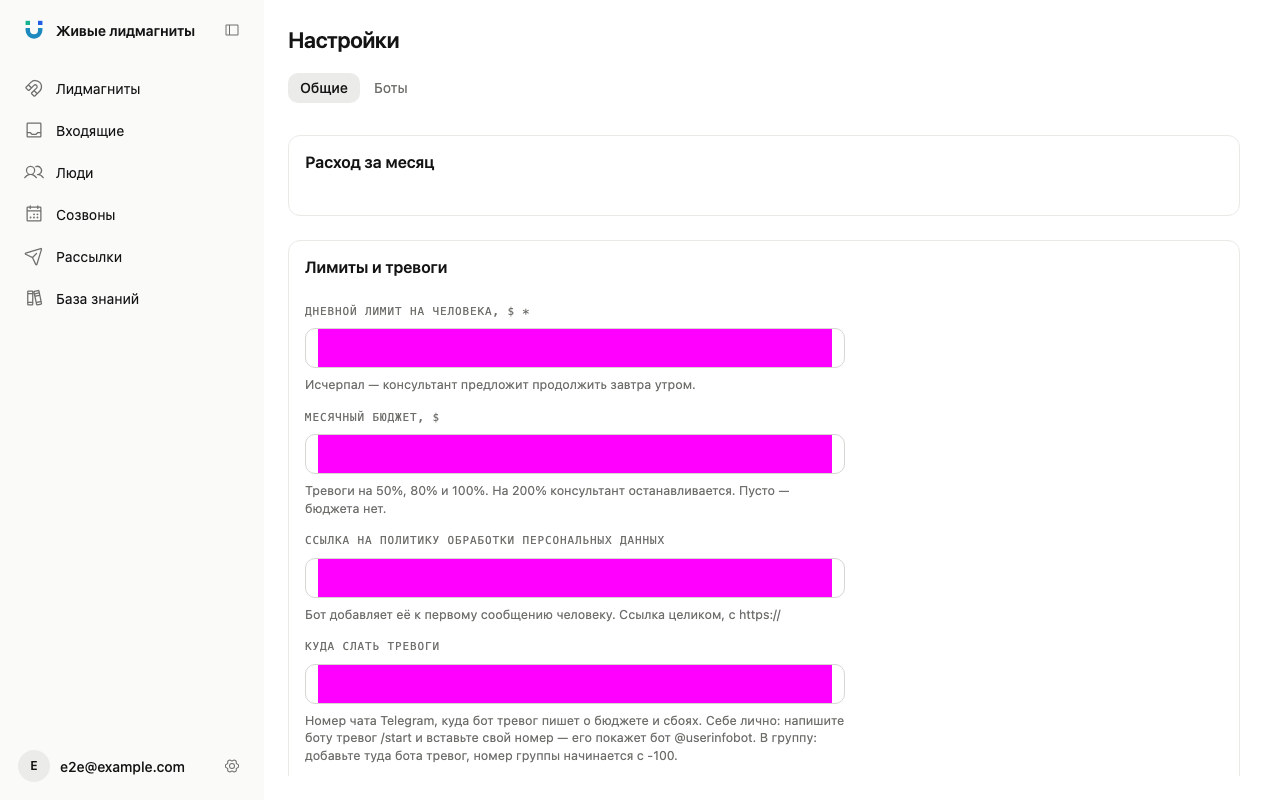 Живые лидмагниты
Лидмагниты
Входящие
Люди
Созвоны
Рассылки
База знаний
E
e2e@example.com
Настройки
Общие
Боты
Расход за месяц
Лимиты и тревоги
ДНЕВНОЙ ЛИМИТ НА ЧЕЛОВЕКА, $ *
Исчерпал — консультант предложит продолжить завтра утром.
МЕСЯЧНЫЙ БЮДЖЕТ, $
Тревоги на 50%, 80% и 100%. На 200% консультант останавливается. Пусто —
бюджета нет.
ССЫЛКА НА ПОЛИТИКУ ОБРАБОТКИ ПЕРСОНАЛЬНЫХ ДАННЫХ
Бот добавляет её к первому сообщению человеку. Ссылка целиком, с https://
КУДА СЛАТЬ ТРЕВОГИ
Номер чата Telegram, куда бот тревог пишет о бюджете и сбоях. Себе лично: напишите
боту тревог /start и вставьте свой номер — его покажет бот @userinfobot. В группу:
добавьте туда бота тревог, номер группы начинается с -100.